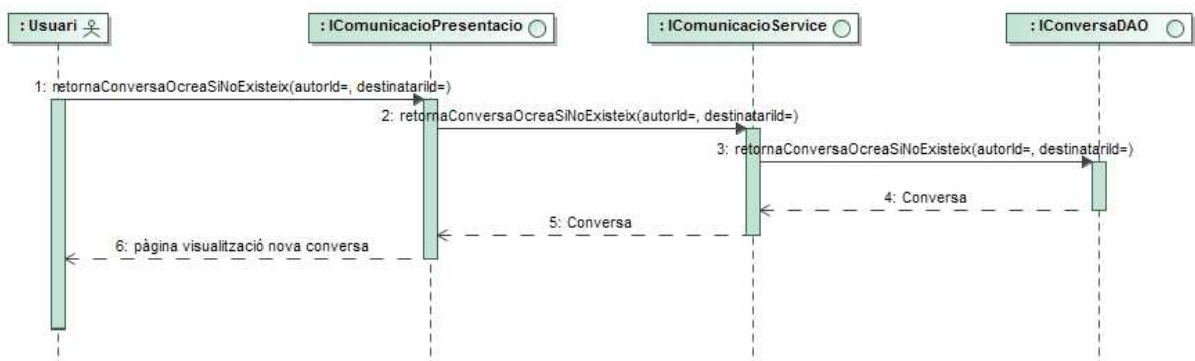 : Usuari
: IComunicacioPresentacio
: IComunicacioService
: IConversaDAO
1: retornaConversaOcreaSiNoExisteix(autorId=, destinatariId=)
2: retornaConversaOcreaSiNoExisteix(autorId=, destinatariId=)
3: retornaConversaOcreaSiNoExisteix(autorId=, destinatariId=)
4: Conversa
5: Conversa
6: pàgina visualització nova conversa